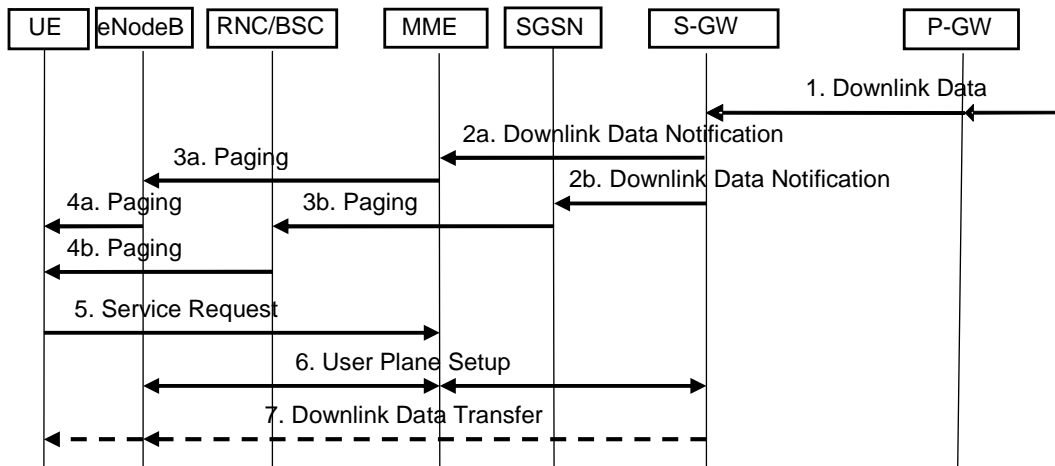 UE
eNodeB
RNC/BSC
MME
SGSN
S-GW
P-GW
1. Downlink Data
2a. Downlink Data Notification
3a. Paging
2b. Downlink Data Notification
4a. Paging
3b. Paging
4b. Paging
5. Service Request
6. User Plane Setup
7. Downlink Data Transfer